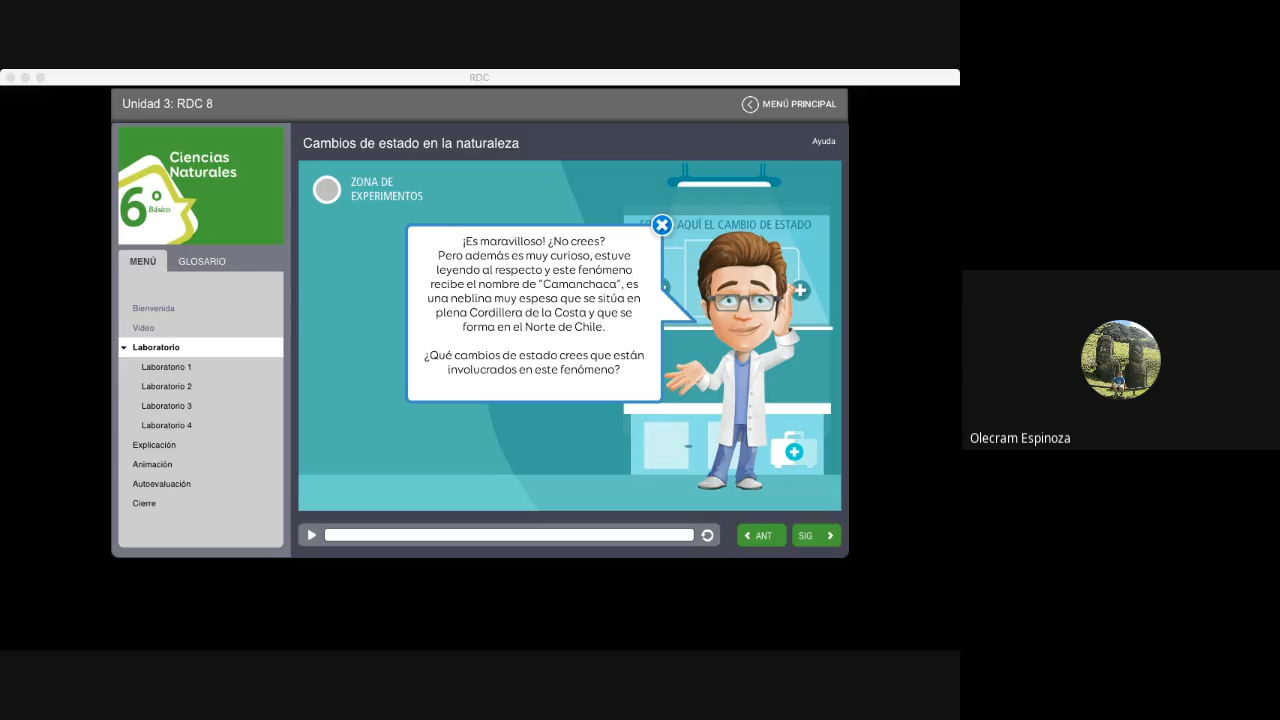 RDC
Unidad 3: RDC 8
MENÚ PRINCIPAL
Ciencias
Naturales
6º
Básico
Cambios de estado en la naturaleza
Ayuda
ZONA DE
EXPERIMENTOS
AQUÍ EL CAMBIO DE ESTADO
¡Es maravilloso! ¿No crees?
Pero además es muy curioso, estuve
leyendo al respecto y este fenómeno
recibe el nombre de "Camanchaca", es
una neblina muy espesa que se sitúa en
plena Cordillera de la Costa y que se
forma en el Norte de Chile.
¿Qué cambios de estado crees que están
involucrados en este fenómeno?
MENÚ
GLOSARIO
Bienvenida
Video
Laboratorio
Laboratorio 1
Laboratorio 2
Laboratorio 3
Laboratorio 4
Explicación
Animación
Autoevaluación
Cierre
ANT
SIG
Olecram Espinoza